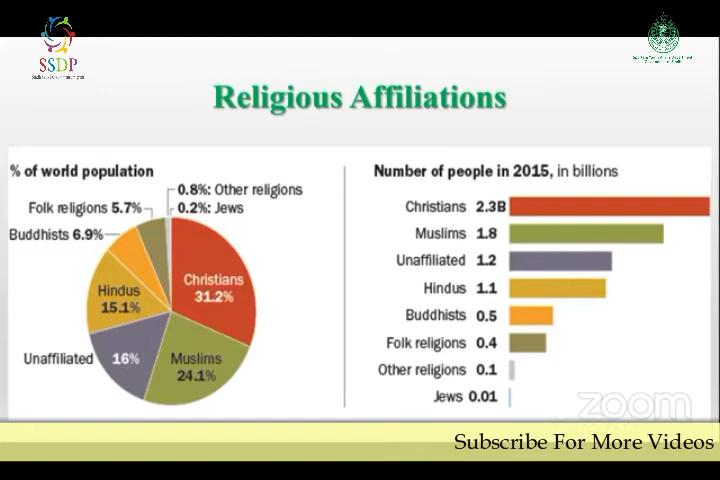 SSDP
Religious Affiliations
% of world population
0.8%: Other religions
0.2%: Jews
Folk religions 5.7%
Buddhists 6.9%
Hindus
15.1%
Christians
31.2%
Unaffiliated 16%
Muslims
24.1%
Number of people in 2015, in billions
Christians 2.3B
Muslims 1.8
Unaffiliated 1.2
Hindus 1.1
Buddhists 0.5
Folk religions 0.4
Other religions 0.1
Jews 0.01
zoom
Subscribe For More Videos